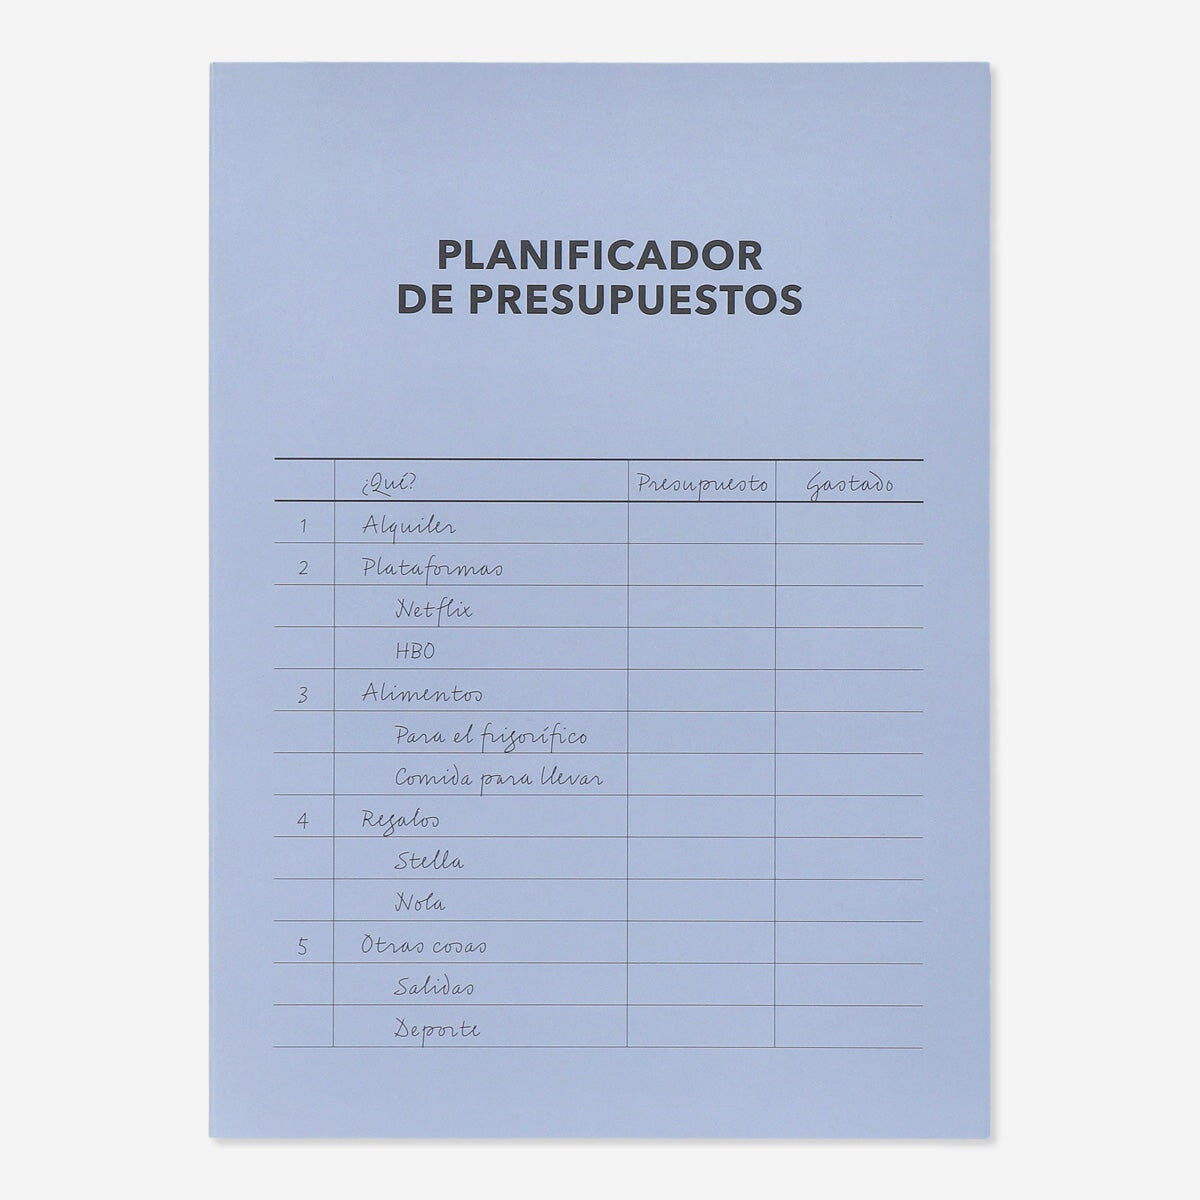 PLANIFICADOR
DE PRESUPUESTOS
¿Qué? Presupuesto Gastado
1 Alquiler
2 Plataformas
Netflix
HBO
3 Alimentos
Para el frigorífico
Comida para llevar
4 Regalos
Stella
Nola
5 Otras cosas
Salidas
Deporte